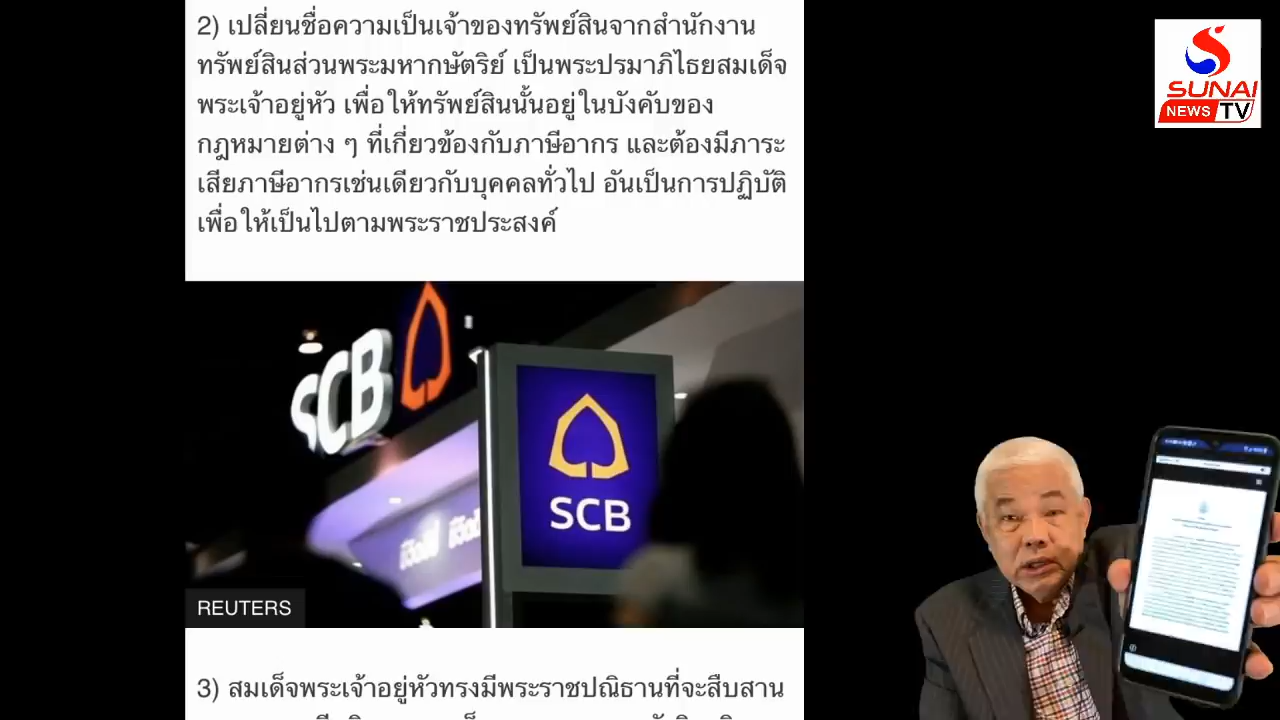 2) เปลี่ยนชื่อความเป็นเจ้าของทรัพย์สินจากสำนักงาน
ทรัพย์สินส่วนพระมหากษัตริย์ เป็นพระปรมาภิไธยสมเด็จ
พระเจ้าอยู่หัว เพื่อให้ทรัพย์สินนั้นอยู่ในบังคับของ
กฎหมายต่าง ๆ ที่เกี่ยวข้องกับภาษีอากร และต้องมีภาระ
เสียภาษีอากรเช่นเดียวกับบุคคลทั่วไป อันเป็นการปฏิบัติ
เพื่อให้เป็นไปตามพระราชประสงค์
SUNAI
NEWS TV
SCB
SCB
REUTERS
3) สมเด็จพระเจ้าอยู่หัวทรงมีพระราชปณิธานที่จะสืบสาน